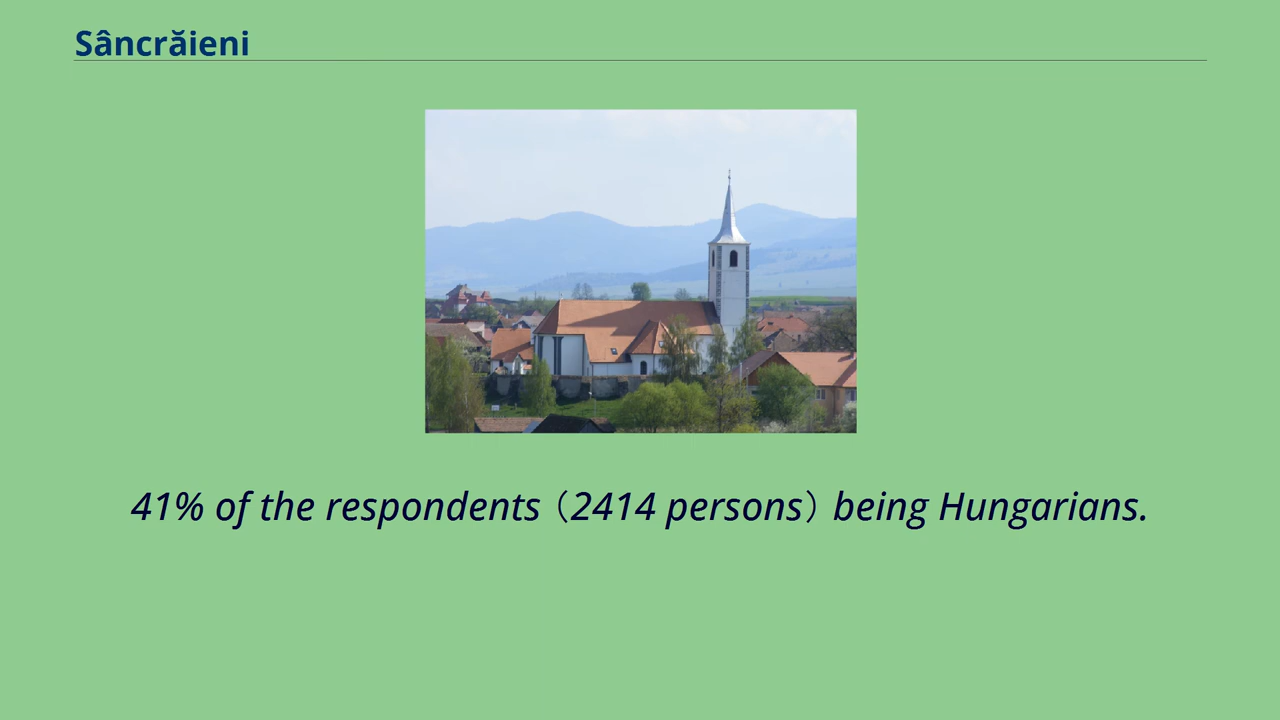 Sâncrăieni
41% of the respondents（2414 persons）being Hungarians.